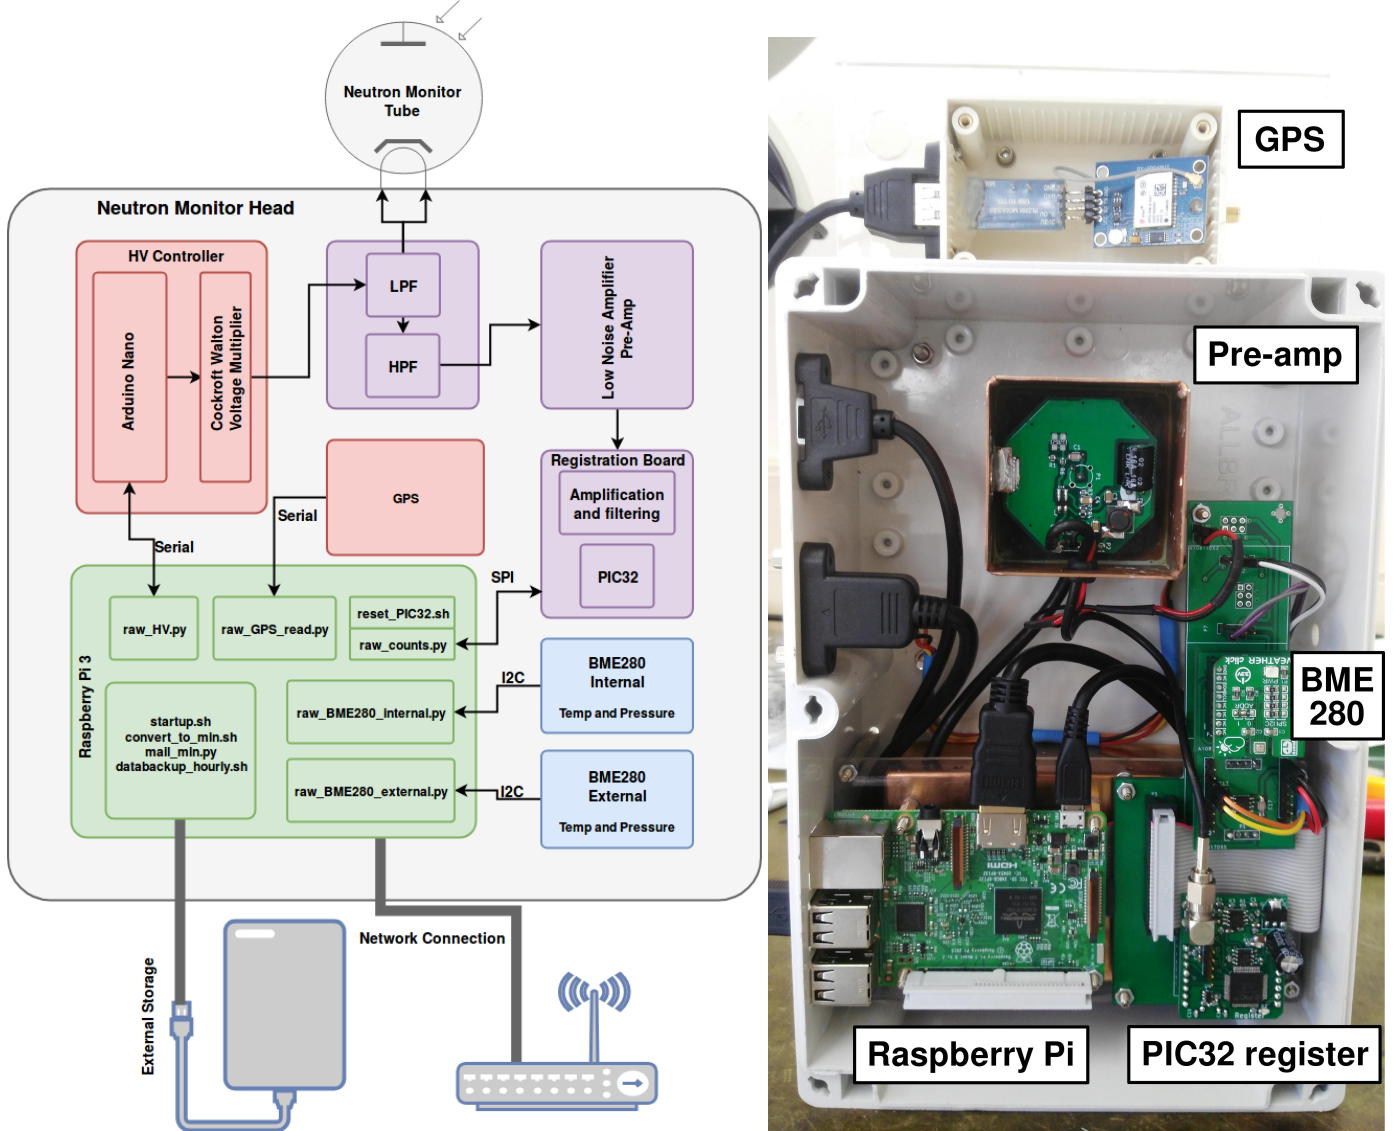 Neutron Monitor
Tube
Neutron Monitor Head
HV Controller
Arduino Nano
Cockroft Walton
Voltage Multiplier
LPF
HPF
Low Noise Amplifier
Pre-Amp
Registration Board
Amplification
and filtering
PIC32
GPS
Serial
Serial
SPI
Raspberry Pi 3
raw_HV.py
raw_GPS_read.py
reset_PIC32.sh
raw_counts.py
startup.sh
convert_to_min.sh
mail_min.py
databackup_hourly.sh
raw_BME280_internal.py
raw_BME280_external.py
I2C
BME280
Internal
Temp and Pressure
I2C
BME280
External
Temp and Pressure
External Storage
Network Connection
GPS
Pre-amp
BME
280
Raspberry Pi
PIC32 register
WEATHER click
HDMI
Register